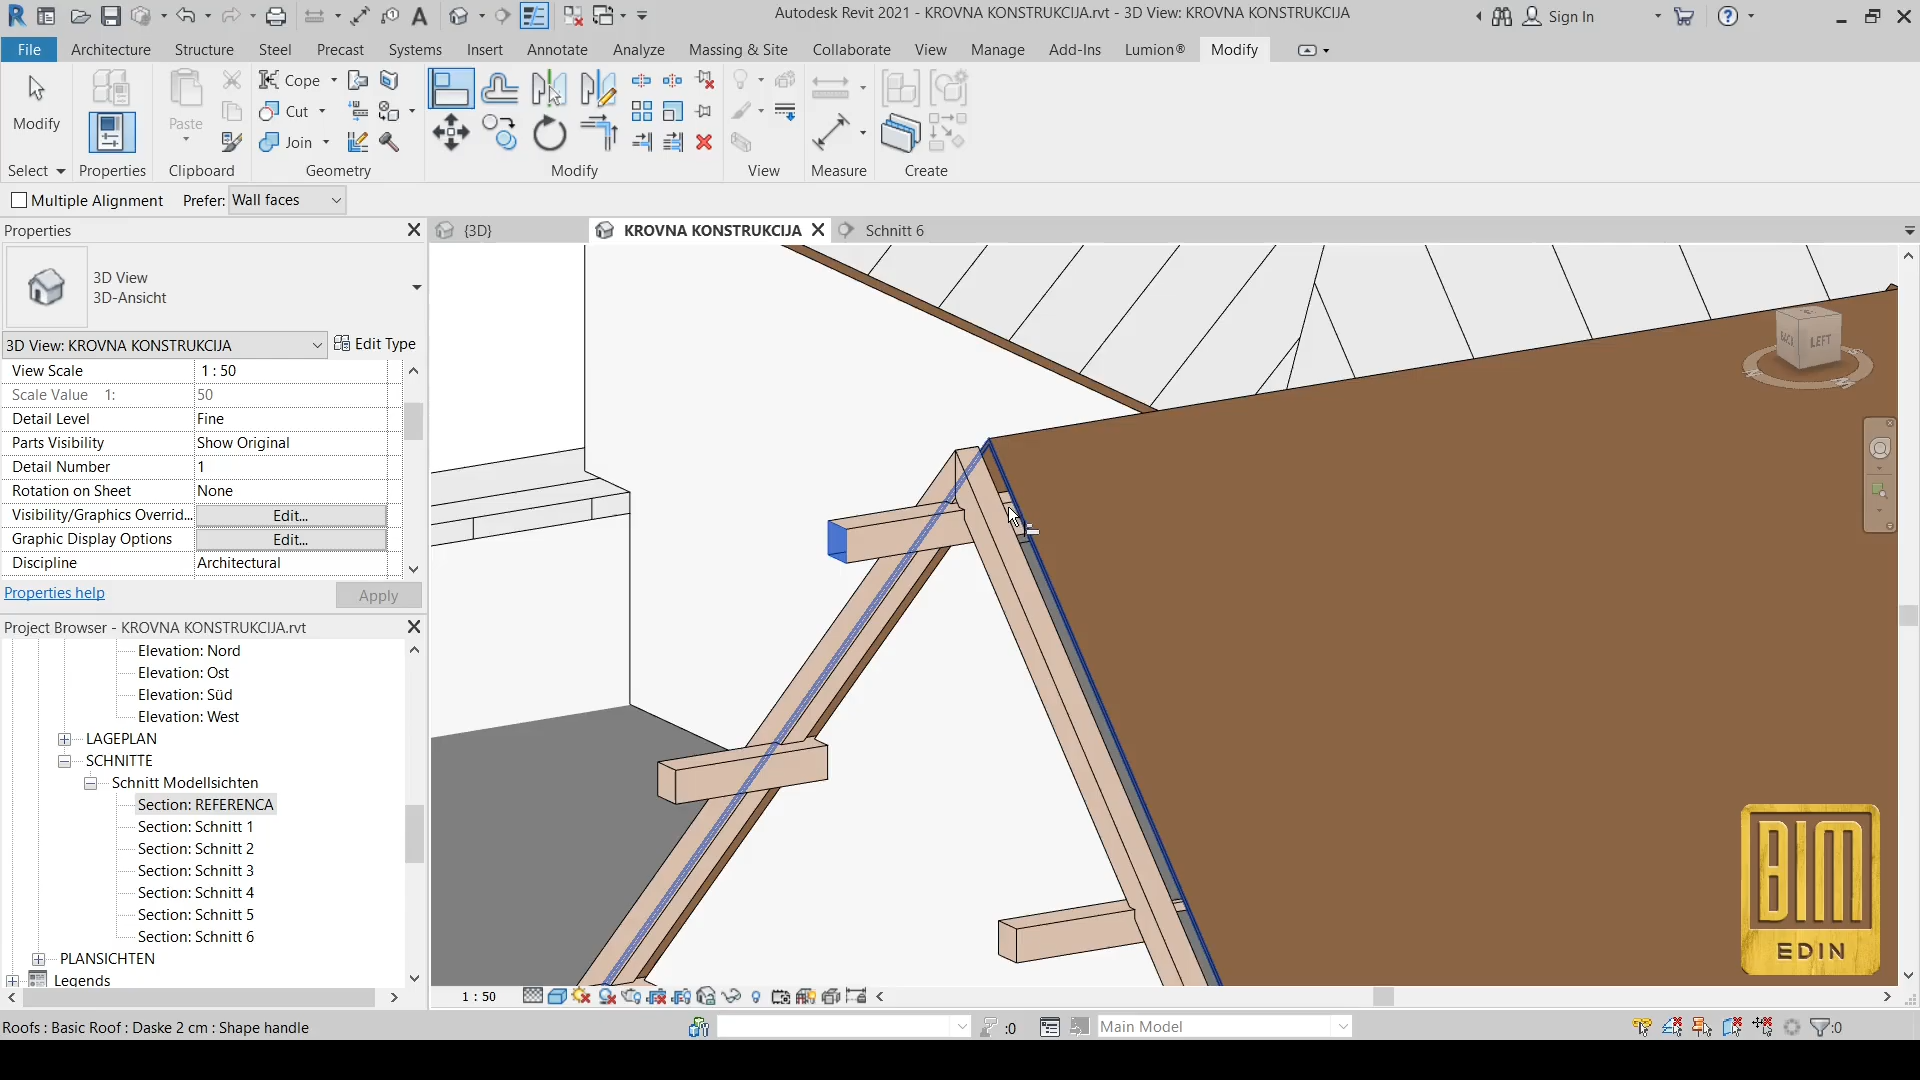 Autodesk Revit 2021 - KROVNA KONSTRUKCIJA.rvt - 3D View: KROVNA KONSTRUKCIJA
Sign In
File Architecture Structure Steel Precast Systems Insert Annotate Analyze Massing & Site Collaborate View Manage Add-Ins Lumion® Modify
Modify
Paste
Cope
Cut
Join
Select Properties Clipboard Geometry Modify View Measure Create
Multiple Alignment Prefer: Wall faces
Properties
{3D} KROVNA KONSTRUKCIJA Schnitt 6
3D View
3D-Ansicht
3D View: KROVNA KONSTRUKCIJA Edit Type
View Scale 1 : 50
Scale Value 1: 50
Detail Level Fine
Parts Visibility Show Original
Detail Number 1
Rotation on Sheet None
Visibility/Graphics Overrid... Edit...
Graphic Display Options Edit...
Discipline Architectural
Properties help Apply
Project Browser - KROVNA KONSTRUKCIJA.rvt
Elevation: Nord
Elevation: Ost
Elevation: Süd
Elevation: West
LAGEPLAN
SCHNITTE
Schnitt Modellsichten
Section: REFERENCA
Section: Schnitt 1
Section: Schnitt 2
Section: Schnitt 3
Section: Schnitt 4
Section: Schnitt 5
Section: Schnitt 6
PLANSICHTEN
Legends
BACK LEFT
BIM
EDIN
1 : 50
Roofs : Basic Roof : Daske 2 cm : Shape handle
:0
Main Model
:0